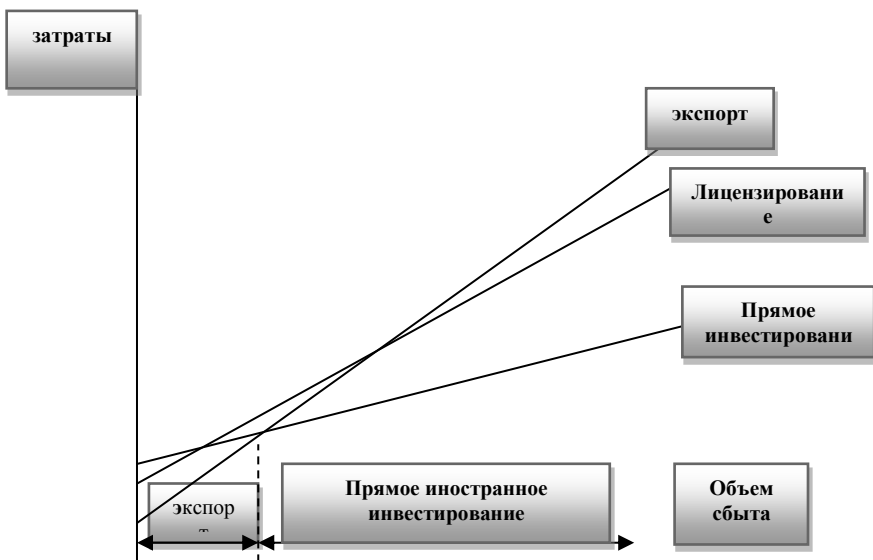 затраты
экспорт
Лицензировани
е
Прямое
инвестировани
экспор
т
Прямое иностранное
инвестирование
Объем
сбыта